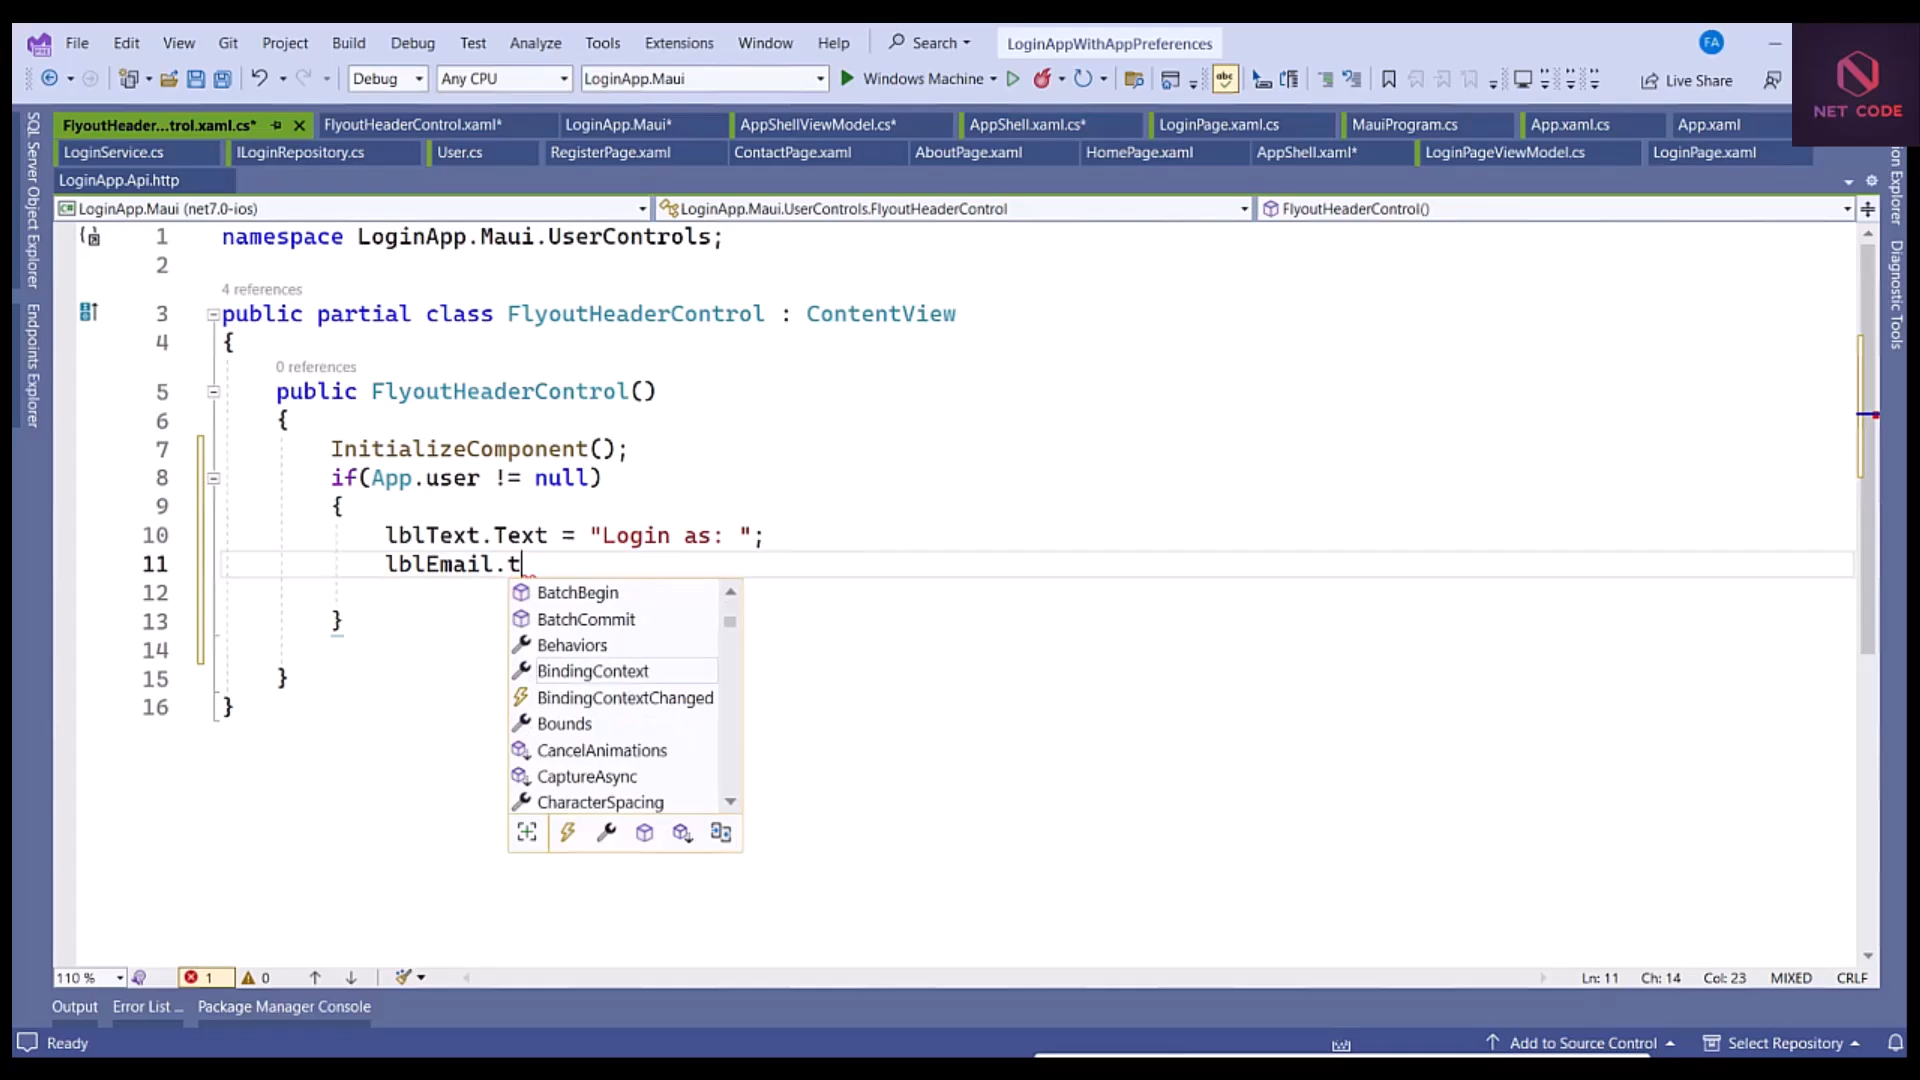 File Edit View Git Project Build Debug Test Analyze Tools Extensions Window Help Search LoginAppWithAppPreferences FA
Debug Any CPU LoginApp.Maui Windows Machine abc Live Share
NET CODE
FlyoutHeader...trol.xaml.cs* FlyoutHeaderControl.xaml* LoginApp.Maui* AppShellViewModel.cs* AppShell.xaml.cs* LoginPage.xaml.cs MauiProgram.cs App.xaml.cs App.xaml
LoginService.cs ILoginRepository.cs User.cs RegisterPage.xaml ContactPage.xaml AboutPage.xaml HomePage.xaml AppShell.xaml* LoginPageViewModel.cs LoginPage.xaml
LoginApp.Api.http
SQL Server Object Explorer
Endpoints Explorer
Explorer
Diagnostic Tools
LoginApp.Maui (net7.0-ios) LoginApp.Maui.UserControls.FlyoutHeaderControl FlyoutHeaderControl()
1 namespace LoginApp.Maui.UserControls;
2
4 references
3 public partial class FlyoutHeaderControl : ContentView
4 {
0 references
5 public FlyoutHeaderControl()
6 {
7 InitializeComponent();
8 if(App.user != null)
9 {
10 lblText.Text = "Login as: ";
11 lblEmail.t
12
13 }
14
15 }
16 }
BatchBegin
BatchCommit
Behaviors
BindingContext
BindingContextChanged
Bounds
CancelAnimations
CaptureAsync
CharacterSpacing
110 % 1 0 Ln: 11 Ch: 14 Col: 23 MIXED CRLF
Output Error List ... Package Manager Console
Ready Add to Source Control Select Repository